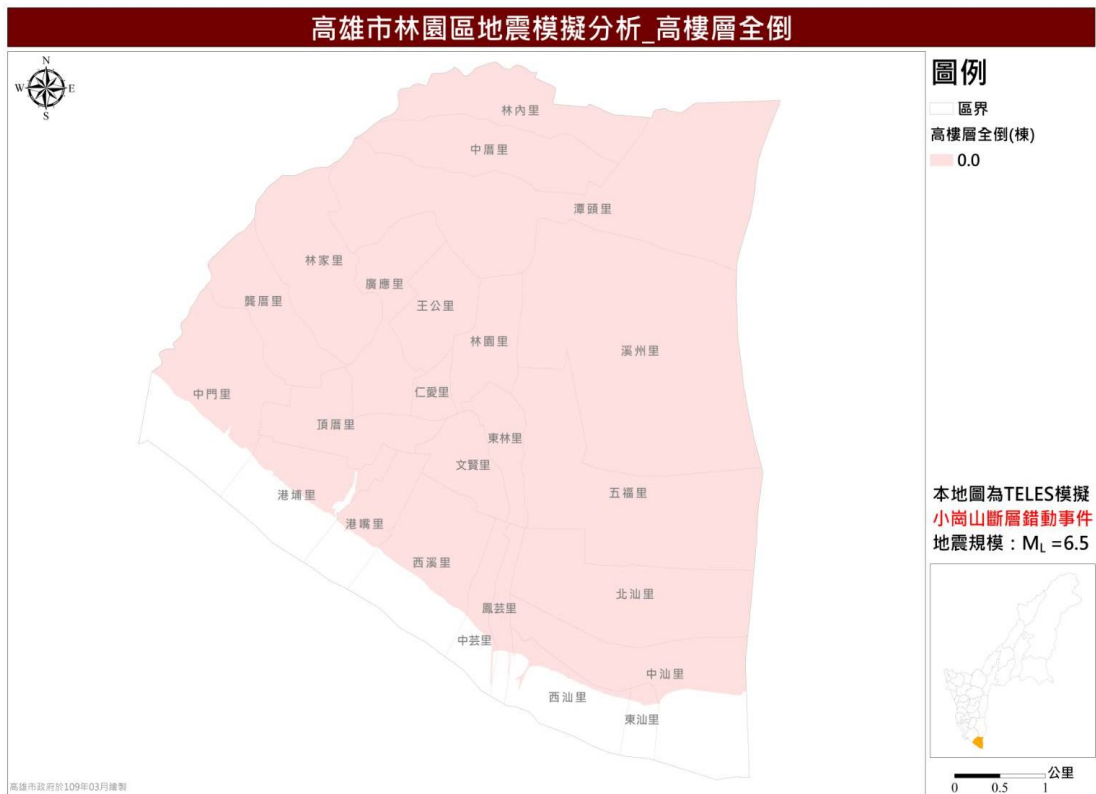 高雄市林園區地震模擬分析_高樓層全倒
N
W E
S
圖例
區界
高樓層全倒(棟)
0.0
林內里
中厝里
潭頭里
林家里
廣應里
龔厝里
王公里
林園里
溪州里
仁愛里
中門里
頂厝里
東林里
文賢里
港埔里
五福里
港嘴里
西溪里
北汕里
鳳芸里
中芸里
中汕里
西汕里
東汕里
本地圖為TELES模擬
小崗山斷層錯動事件
地震規模：ML =6.5
公里
0 0.5 1
高雄市政府於109年03月繪製